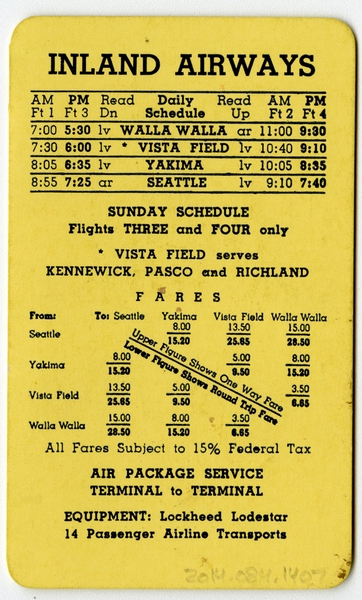 INLAND AIRWAYS
AM PM Read Daily Read AM PM
Ft 1 Ft 3 Dn Schedule Up Ft 2 Ft 4
7:00 5:30 lv WALLA WALLA ar 11:00 9:30
7:30 6:00 lv * VISTA FIELD lv 10:40 9:10
8:05 6:35 lv YAKIMA lv 10:05 8:35
8:55 7:25 ar SEATTLE lv 9:10 7:40
SUNDAY SCHEDULE
Flights THREE and FOUR only
* VISTA FIELD serves
KENNEWICK, PASCO and RICHLAND
FARES
From: To: Seattle Yakima Vista Field Walla Walla
Seattle 8.00 13.50 15.00
15.20 25.65 28.50
Upper Figure Shows One Way Fare
Lower Figure Shows Round Trip Fare
Yakima 8.00 5.00 8.00
15.20 9.50 15.20
Vista Field 13.50 5.00 3.50
25.65 9.50 6.65
Walla Walla 15.00 8.00 3.50
28.50 15.20 6.65
All Fares Subject to 15% Federal Tax
AIR PACKAGE SERVICE
TERMINAL to TERMINAL
EQUIPMENT: Lockheed Lodestar
14 Passenger Airline Transports
2014.084.1407